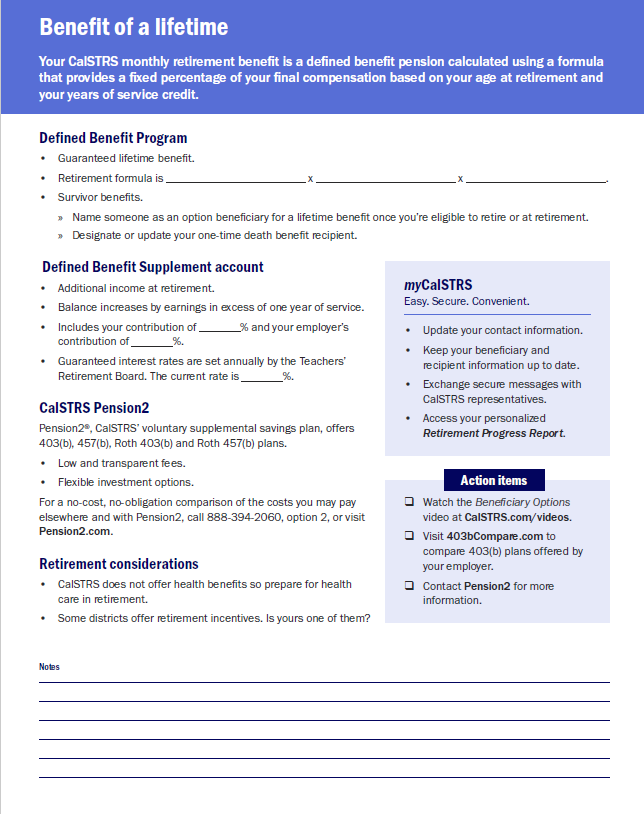 Benefit of a lifetime
Your CalSTRS monthly retirement benefit is a defined benefit pension calculated using a formula
that provides a fixed percentage of your final compensation based on your age at retirement and
your years of service credit.
Defined Benefit Program
• Guaranteed lifetime benefit.
• Retirement formula is ______________________ x ______________________ x ______________________.
• Survivor benefits.
» Name someone as an option beneficiary for a lifetime benefit once you're eligible to retire or at retirement.
» Designate or update your one-time death benefit recipient.
Defined Benefit Supplement account
• Additional income at retirement.
• Balance increases by earnings in excess of one year of service.
• Includes your contribution of _______% and your employer's
contribution of _______%.
• Guaranteed interest rates are set annually by the Teachers'
Retirement Board. The current rate is _______%.
CalSTRS Pension2
Pension2®, CalSTRS' voluntary supplemental savings plan, offers
403(b), 457(b), Roth 403(b) and Roth 457(b) plans.
• Low and transparent fees.
• Flexible investment options.
For a no-cost, no-obligation comparison of the costs you may pay
elsewhere and with Pension2, call 888-394-2060, option 2, or visit
Pension2.com.
Retirement considerations
• CalSTRS does not offer health benefits so prepare for health
care in retirement.
• Some districts offer retirement incentives. Is yours one of them?
myCalSTRS
Easy. Secure. Convenient.
• Update your contact information.
• Keep your beneficiary and
recipient information up to date.
• Exchange secure messages with
CalSTRS representatives.
• Access your personalized
Retirement Progress Report.
Action items
❑ Watch the Beneficiary Options
video at CalSTRS.com/videos.
❑ Visit 403bCompare.com to
compare 403(b) plans offered by
your employer.
❑ Contact Pension2 for more
information.
Notes